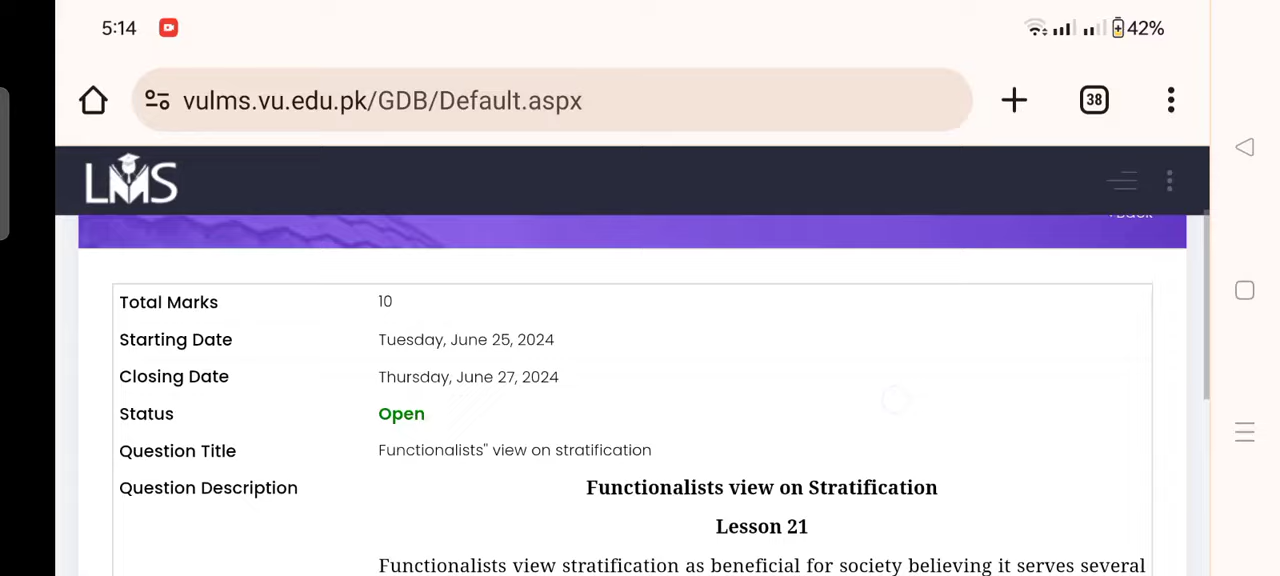 5:14
42%
vulms.vu.edu.pk/GDB/Default.aspx
38
LMS
Total Marks 10
Starting Date Tuesday, June 25, 2024
Closing Date Thursday, June 27, 2024
Status Open
Question Title Functionalists" view on stratification
Question Description Functionalists view on Stratification
Lesson 21
Functionalists view stratification as beneficial for society believing it serves several